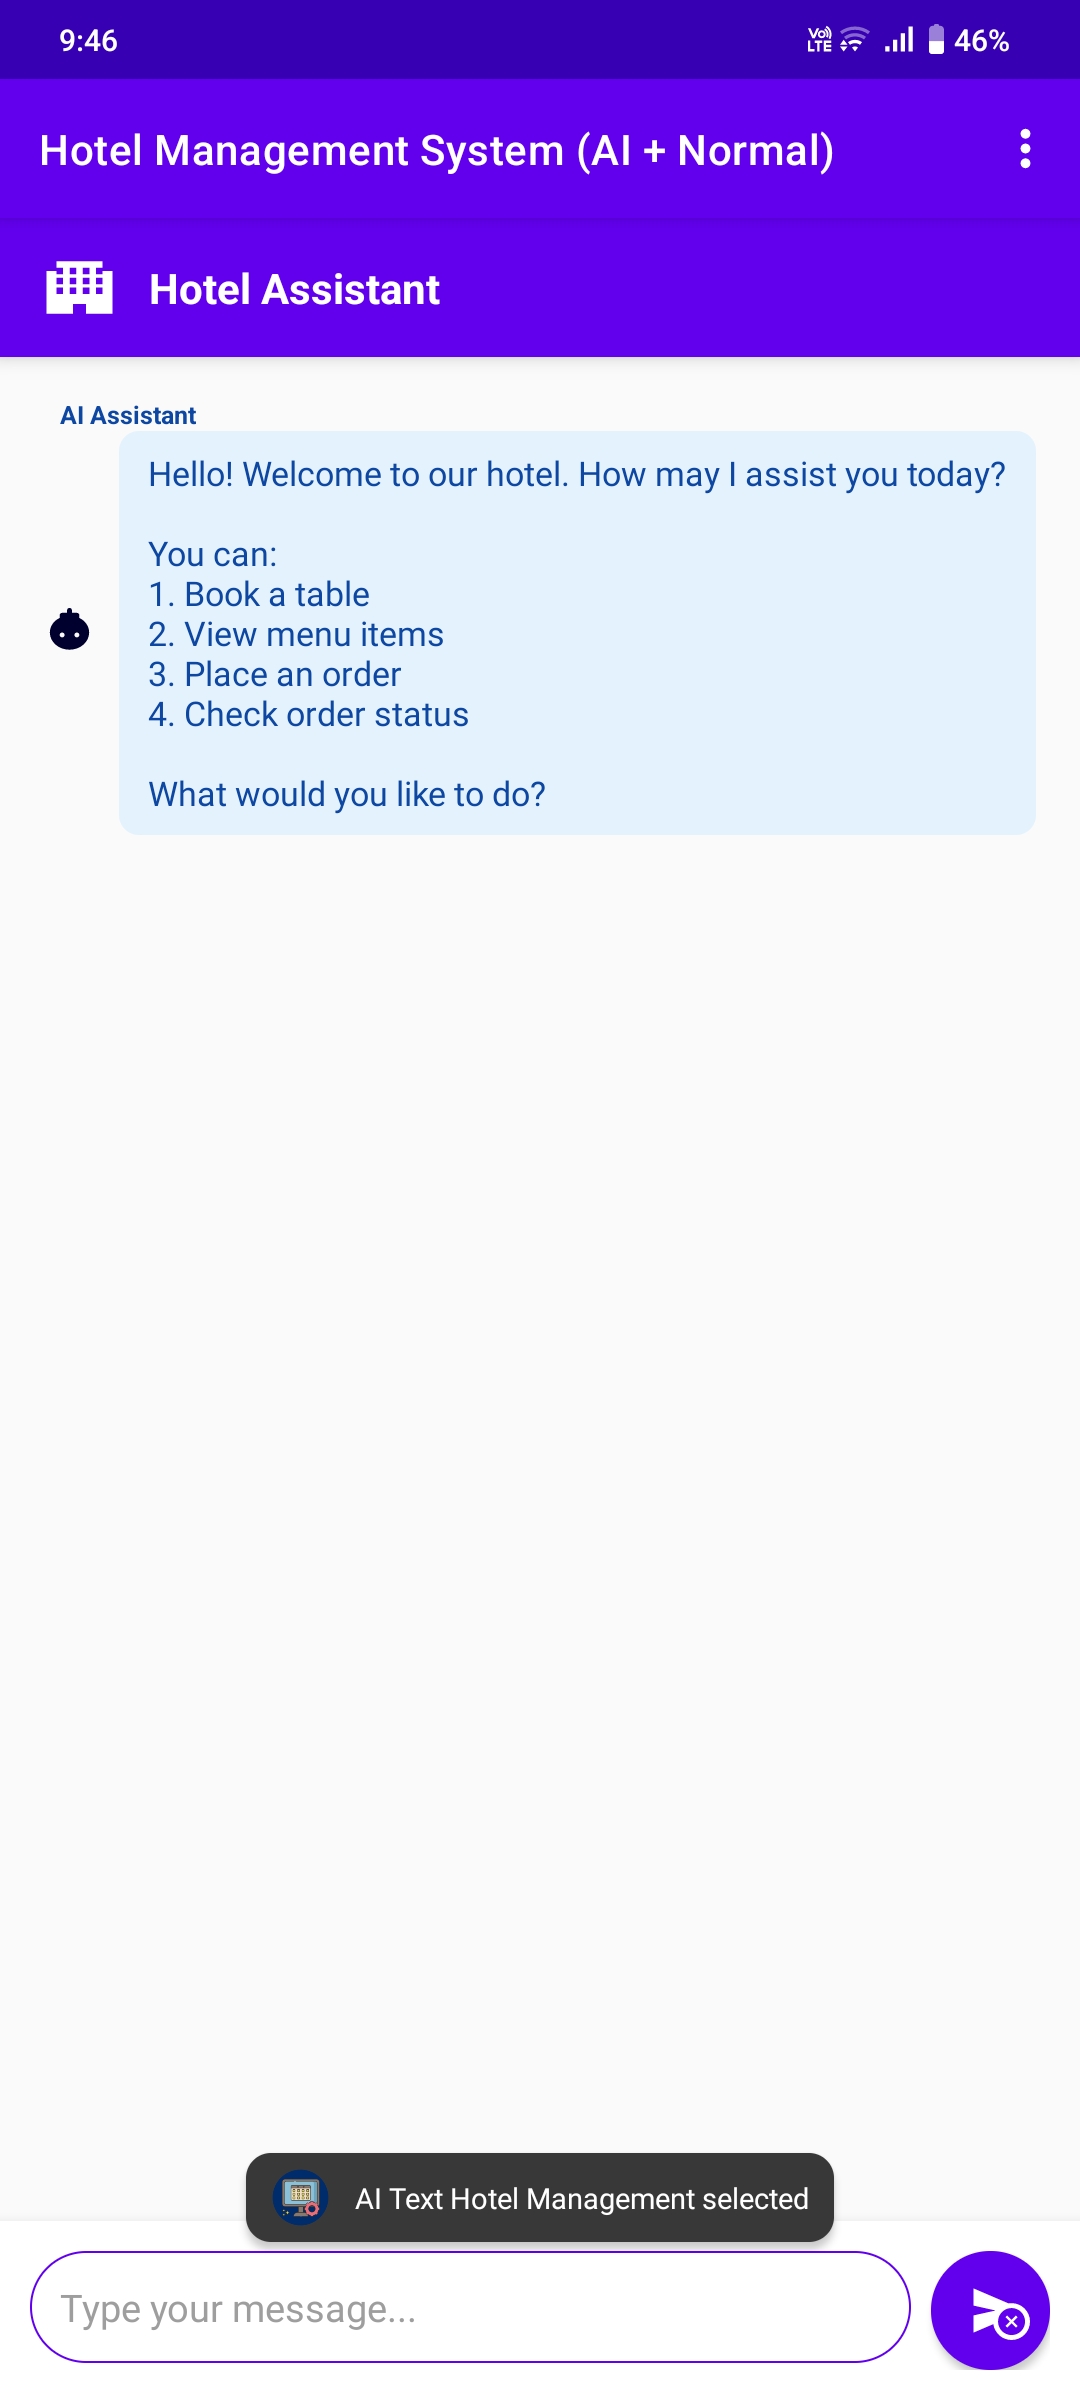 9:46
Vo)) LTE 46%
Hotel Management System (AI + Normal)
Hotel Assistant
AI Assistant
Hello! Welcome to our hotel. How may I assist you today?
You can:
1. Book a table
2. View menu items
3. Place an order
4. Check order status
What would you like to do?
AI Text Hotel Management selected
Type your message...